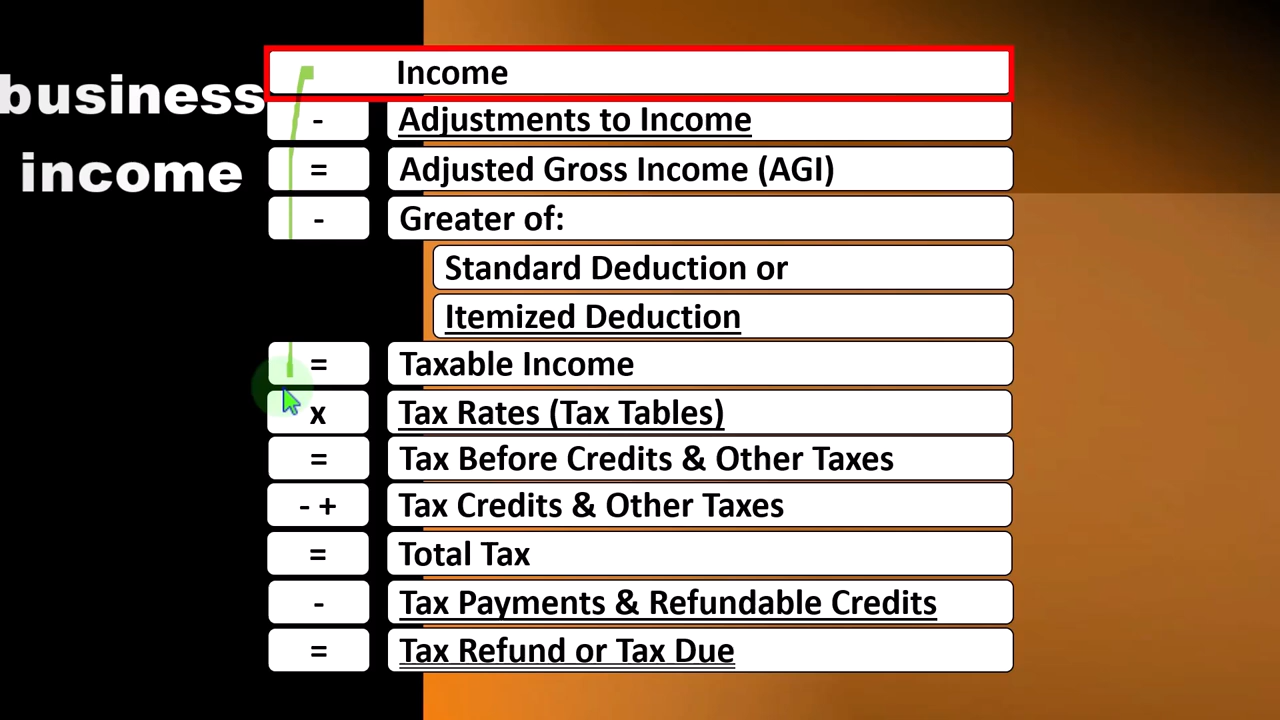 business
income
Income
- Adjustments to Income
= Adjusted Gross Income (AGI)
- Greater of:
Standard Deduction or
Itemized Deduction
= Taxable Income
x Tax Rates (Tax Tables)
= Tax Before Credits & Other Taxes
- + Tax Credits & Other Taxes
= Total Tax
- Tax Payments & Refundable Credits
= Tax Refund or Tax Due